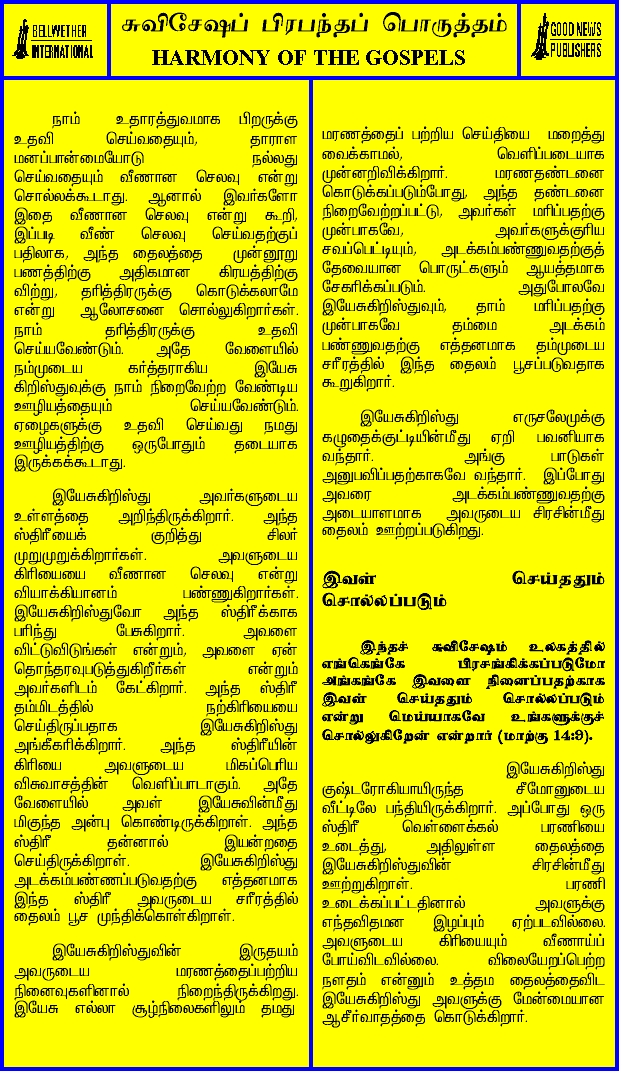 BELLWETHER
INTERNATIONAL
சுவிசேஷப் பிரபந்தப் பொருத்தம்
HARMONY OF THE GOSPELS
GOOD NEWS
PUBLISHERS
நாம் உதாரத்துவமாக பிறருக்கு
உதவி செய்வதையும், தாராள
மனப்பான்மையோடு நல்லது
செய்வதையும் வீணான செலவு என்று
சொல்லக்கூடாது. ஆனால் இவர்களோ
இதை வீணான செலவு என்று கூறி,
இப்படி வீண் செலவு செய்வதற்குப்
பதிலாக, அந்த தைலத்தை முன்னூறு
பணத்திற்கு அதிகமான கிரயத்திற்கு
விற்று, தரித்திரருக்கு கொடுக்கலாமே
என்று ஆலோசனை சொல்லுகிறார்கள்.
நாம் தரித்திரருக்கு உதவி
செய்யவேண்டும். அதே வேளையில்
நம்முடைய கர்த்தராகிய இயேசு
கிறிஸ்துவுக்கு நாம் நிறைவேற்ற வேண்டிய
ஊழியத்தையும் செய்யவேண்டும்.
ஏழைகளுக்கு உதவி செய்வது நமது
ஊழியத்திற்கு ஒருபோதும் தடையாக
இருக்கக்கூடாது.
இயேசுகிறிஸ்து அவர்களுடைய
உள்ளத்தை அறிந்திருக்கிறார். அந்த
ஸ்திரீயைக் குறித்து சிலர்
முறுமுறுக்கிறார்கள். அவளுடைய
கிரியையை வீணான செலவு என்று
வியாக்கியானம் பண்ணுகிறார்கள்.
இயேசுகிறிஸ்துவோ அந்த ஸ்திரீக்காக
பரிந்து பேசுகிறார். அவளை
விட்டுவிடுங்கள் என்றும், அவளை ஏன்
தொந்தரவுபடுத்துகிறீர்கள் என்றும்
அவர்களிடம் கேட்கிறார். அந்த ஸ்திரீ
தம்மிடத்தில் நற்கிரியையை
செய்திருப்பதாக இயேசுகிறிஸ்து
அங்கீகரிக்கிறார். அந்த ஸ்திரீயின்
கிரியை அவளுடைய மிகப்பெரிய
விசுவாசத்தின் வெளிப்பாடாகும். அதே
வேளையில் அவள் இயேசுவின்மீது
மிகுந்த அன்பு கொண்டிருக்கிறாள். அந்த
ஸ்திரீ தன்னால் இயன்றதை
செய்திருக்கிறாள். இயேசுகிறிஸ்து
அடக்கம்பண்ணப்படுவதற்கு எத்தனமாக
இந்த ஸ்திரீ அவருடைய சரீரத்தில்
தைலம் பூச முந்திக்கொள்கிறாள்.
இயேசுகிறிஸ்துவின் இருதயம்
அவருடைய மரணத்தைப்பற்றிய
நினைவுகளினால் நிறைந்திருக்கிறது.
இயேசு எல்லா சூழ்நிலைகளிலும் தமது
மரணத்தைப் பற்றிய செய்தியை மறைத்து
வைக்காமல், வெளிப்படையாக
முன்னறிவிக்கிறார். மரணதண்டனை
கொடுக்கப்படும்போது, அந்த தண்டனை
நிறைவேற்றப்பட்டு, அவர்கள் மரிப்பதற்கு
முன்பாகவே, அவர்களுக்குரிய
சவப்பெட்டியும், அடக்கம்பண்ணுவதற்குத்
தேவையான பொருட்களும் ஆயத்தமாக
சேகரிக்கப்படும். அதுபோலவே
இயேசுகிறிஸ்துவும், தாம் மரிப்பதற்கு
முன்பாகவே தம்மை அடக்கம்
பண்ணுவதற்கு எத்தனமாக தம்முடைய
சரீரத்தில் இந்த தைலம் பூசப்படுவதாக
கூறுகிறார்.
இயேசுகிறிஸ்து எருசலேமுக்கு
கழுதைக்குட்டியின்மீது ஏறி பவனியாக
வந்தார். அங்கு பாடுகள்
அனுபவிப்பதற்காகவே வந்தார். இப்போது
அவரை அடக்கம்பண்ணுவதற்கு
அடையாளமாக அவருடைய சிரசின்மீது
தைலம் ஊற்றப்படுகிறது.
இவள் செய்ததும்
சொல்லப்படும்
இந்தச் சுவிசேஷம் உலகத்தில்
எங்கெங்கே பிரசங்கிக்கப்படுமோ
அங்கங்கே இவளை நினைப்பதற்காக
இவள் செய்ததும் சொல்லப்படும்
என்று மெய்யாகவே உங்களுக்குச்
சொல்லுகிறேன் என்றார் (மாற்கு 14:9).
இயேசுகிறிஸ்து
குஷ்டரோகியாயிருந்த சீமோனுடைய
வீட்டிலே பந்தியிருக்கிறார். அப்போது ஒரு
ஸ்திரீ வெள்ளைக்கல் பரணியை
உடைத்து, அதிலுள்ள தைலத்தை
இயேசுகிறிஸ்துவின் சிரசின்மீது
ஊற்றுகிறாள். பரணி
உடைக்கப்பட்டதினால் அவளுக்கு
எந்தவிதமன இழப்பும் ஏற்படவில்லை.
அவளுடைய கிரியையும் வீணாய்ப்
போய்விடவில்லை. விலையேறப்பெற்ற
நளதம் என்னும் உத்தம தைலத்தைவிட
இயேசுகிறிஸ்து அவளுக்கு மேன்மையான
ஆசீர்வாதத்தை கொடுக்கிறார்.